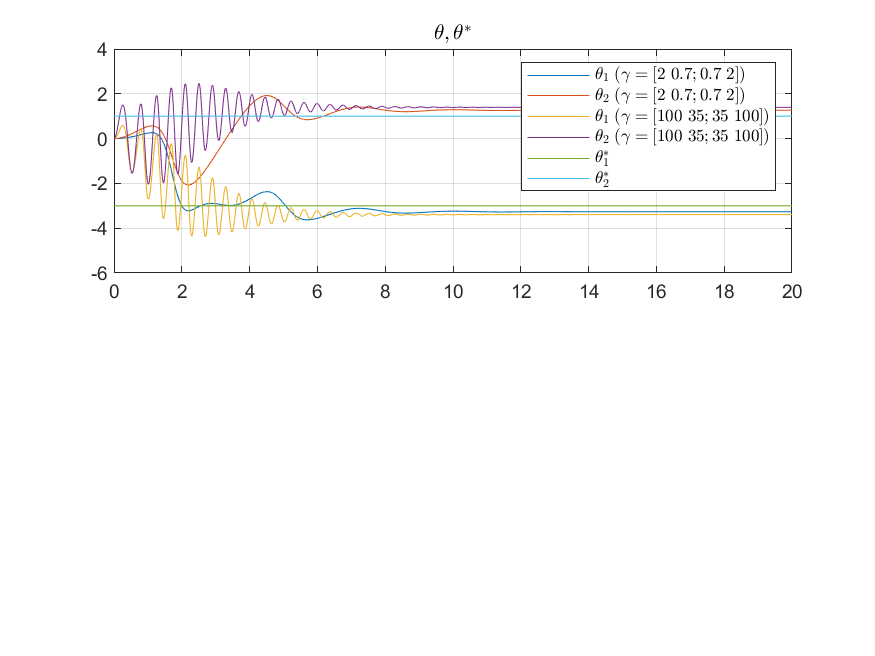 θ, θ*
4
2
0
-2
-4
-6
0 2 4 6 8 10 12 14 16 18 20
θ₁ (γ = [2 0.7; 0.7 2])
θ₂ (γ = [2 0.7; 0.7 2])
θ₁ (γ = [100 35; 35 100])
θ₂ (γ = [100 35; 35 100])
θ₁*
θ₂*